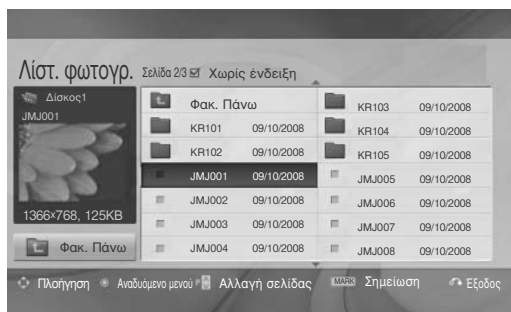 Λίστ. φωτογρ. Σελίδα 2/3 Χωρίς ένδειξη
Δίσκος1
JMJ001
1366×768, 125KB
Φακ. Πάνω
Φακ. Πάνω
KR101 09/10/2008
KR102 09/10/2008
JMJ001 09/10/2008
JMJ002 09/10/2008
JMJ003 09/10/2008
JMJ004 09/10/2008
KR103 09/10/2008
KR104 09/10/2008
KR105 09/10/2008
JMJ005 09/10/2008
JMJ006 09/10/2008
JMJ007 09/10/2008
JMJ008 09/10/2008
Πλοήγηση Αναδυόμενο μενού P Αλλαγή σελίδας MARK Σημείωση Εξοδος